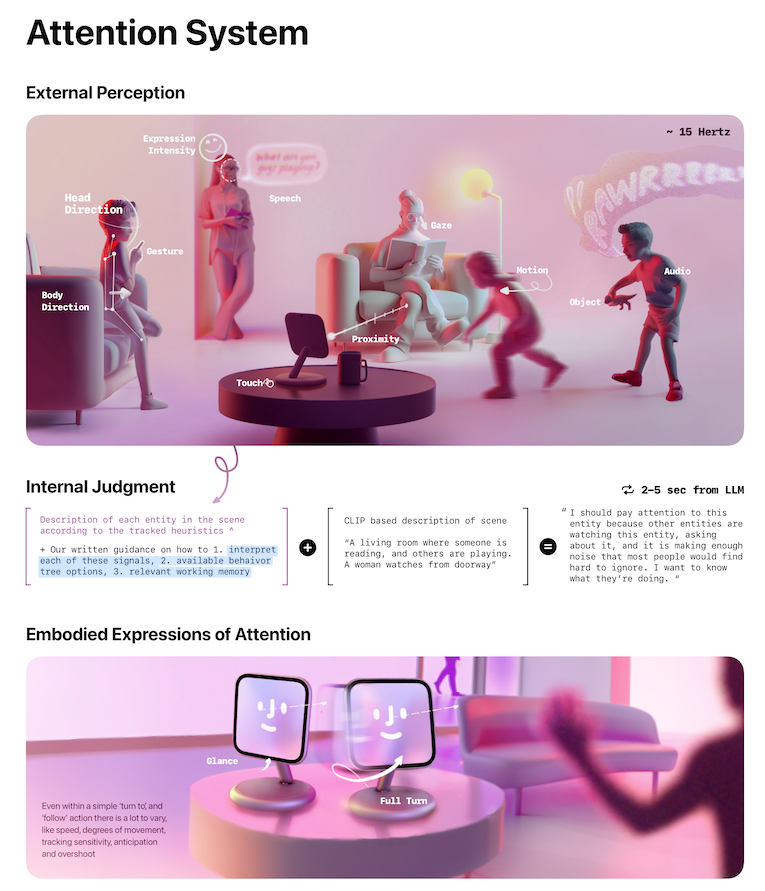 Attention System
External Perception
~ 15 Hertz
Expression
Intensity
What are you
guys playing?
Speech
Head
Direction
Gesture
Gaze
RAWRRRRR
Body
Direction
Motion
Audio
Object
Proximity
Touch
Internal Judgment
2–5 sec from LLM
Description of each entity in the scene
according to the tracked heuristics ^
+ Our written guidance on how to 1. interpret
each of these signals, 2. available behaivor
tree options, 3. relevant working memory
+
CLIP based description of scene
“A living room where someone is
reading, and others are playing.
A woman watches from doorway”
=
“ I should pay attention to this
entity because other entities are
watching this entity, asking
about it, and it is making enough
noise that most people would find
hard to ignore. I want to know
what they’re doing. “
Embodied Expressions of Attention
Glance
Full Turn
Even within a simple ‘turn to’, and
‘follow’ action there is a lot to vary,
like speed, degrees of movement,
tracking sensitivity, anticipation
and overshoot